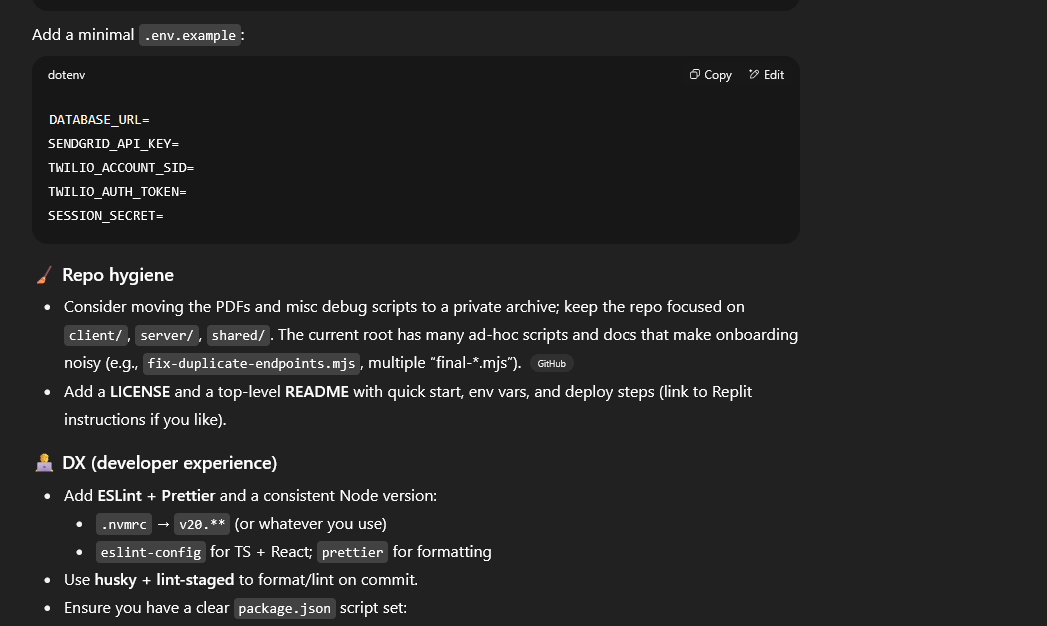 Add a minimal .env.example:
dotenv
Copy
Edit
DATABASE_URL=
SENDGRID_API_KEY=
TWILIO_ACCOUNT_SID=
TWILIO_AUTH_TOKEN=
SESSION_SECRET=
Repo hygiene
• Consider moving the PDFs and misc debug scripts to a private archive; keep the repo focused on
client/, server/, shared/. The current root has many ad-hoc scripts and docs that make onboarding
noisy (e.g., fix-duplicate-endpoints.mjs, multiple “final-*.mjs”). GitHub
• Add a LICENSE and a top-level README with quick start, env vars, and deploy steps (link to Replit
instructions if you like).
DX (developer experience)
• Add ESLint + Prettier and a consistent Node version:
• .nvmrc → v20.** (or whatever you use)
• eslint-config for TS + React; prettier for formatting
• Use husky + lint-staged to format/lint on commit.
• Ensure you have a clear package.json script set: